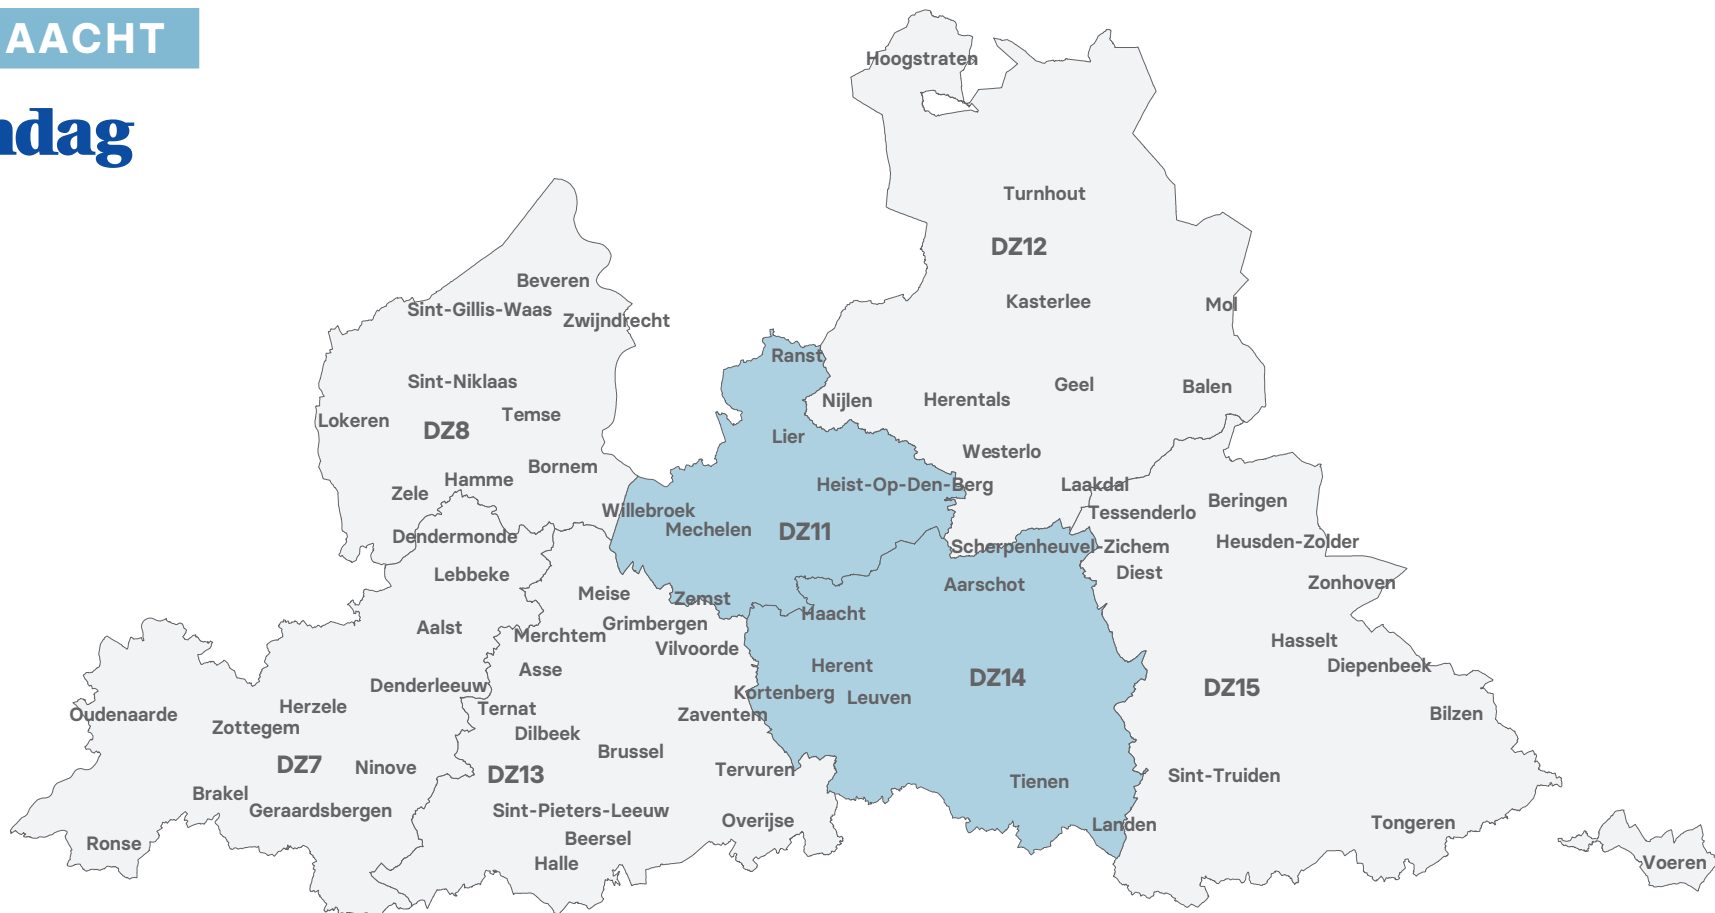 AACHT
ndag
Hoogstraten
Turnhout
DZ12
Kasterlee
Mol
Beveren
Sint-Gillis-Waas
Zwijndrecht
Ranst
Sint-Niklaas
Geel
Balen
Nijlen
Herentals
Lokeren
Temse
DZ8
Lier
Westerlo
Bornem
Hamme
Zele
Heist-Op-Den-Berg
Laakdal
Beringen
Tessenderlo
Willebroek
Mechelen
DZ11
Dendermonde
Scherpenheuvel-Zichem
Heusden-Zolder
Lebbeke
Diest
Aarschot
Zonhoven
Meise
Zemst
Haacht
Grimbergen
Aalst
Merchtem
Vilvoorde
Hasselt
Asse
Herent
Diepenbeek
DZ14
Denderleeuw
Kortenberg
Leuven
DZ15
Herzele
Ternat
Oudenaarde
Zaventem
Bilzen
Zottegem
Dilbeek
Brussel
DZ7
Ninove
DZ13
Tervuren
Tienen
Sint-Truiden
Brakel
Geraardsbergen
Sint-Pieters-Leeuw
Overijse
Landen
Tongeren
Ronse
Beersel
Halle
Voeren